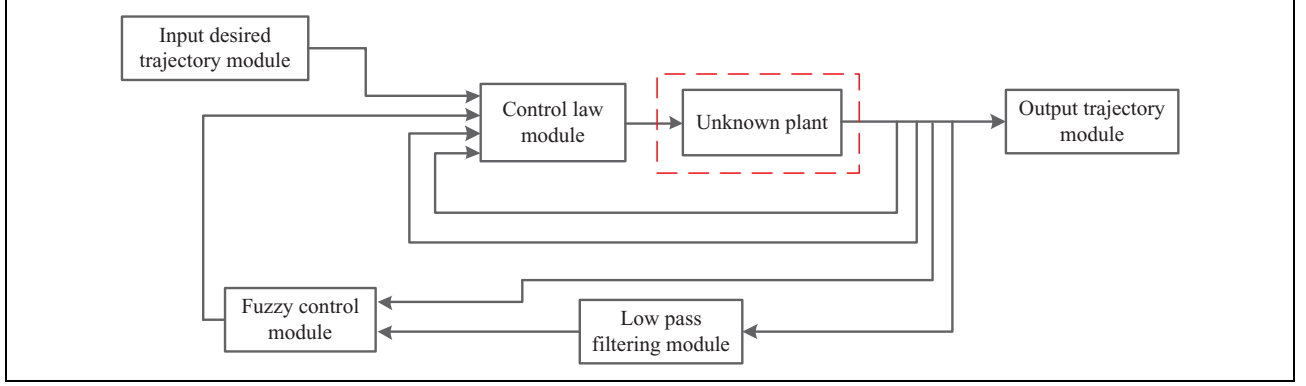 Input desired
trajectory module
Control law
module
Unknown plant
Output trajectory
module
Fuzzy control
module
Low pass
filtering module